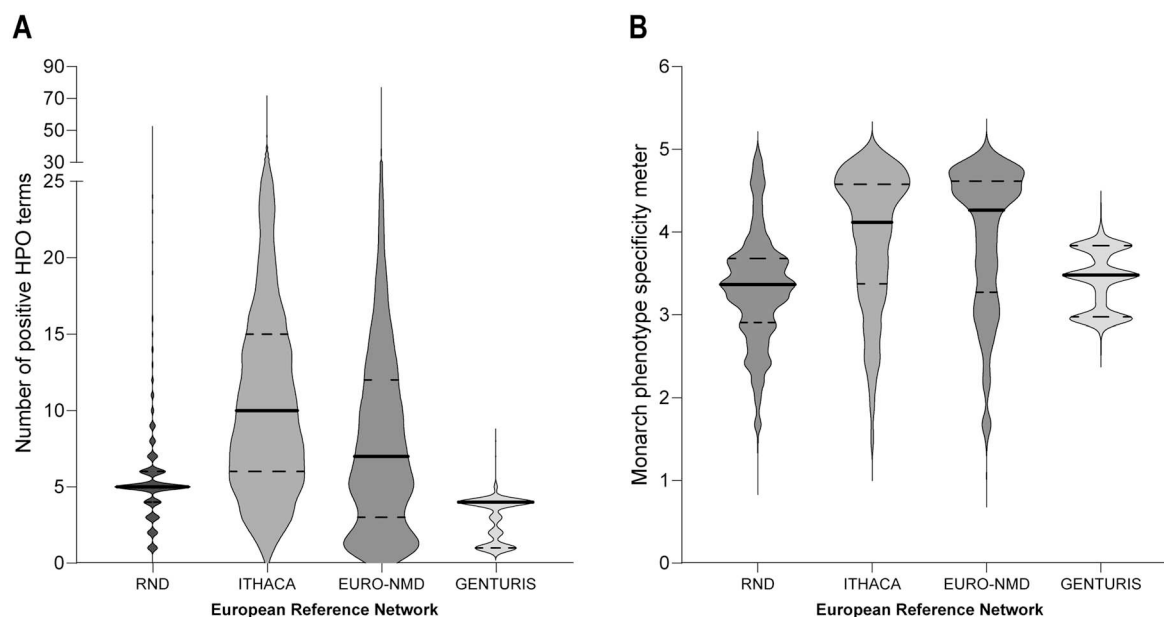 A
Number of positive HPO terms
90
70
50
30
25
20
15
10
5
0
RND ITHACA EURO-NMD GENTURIS
European Reference Network
B
Monarch phenotype specificity meter
6
5
4
3
2
1
0
RND ITHACA EURO-NMD GENTURIS
European Reference Network